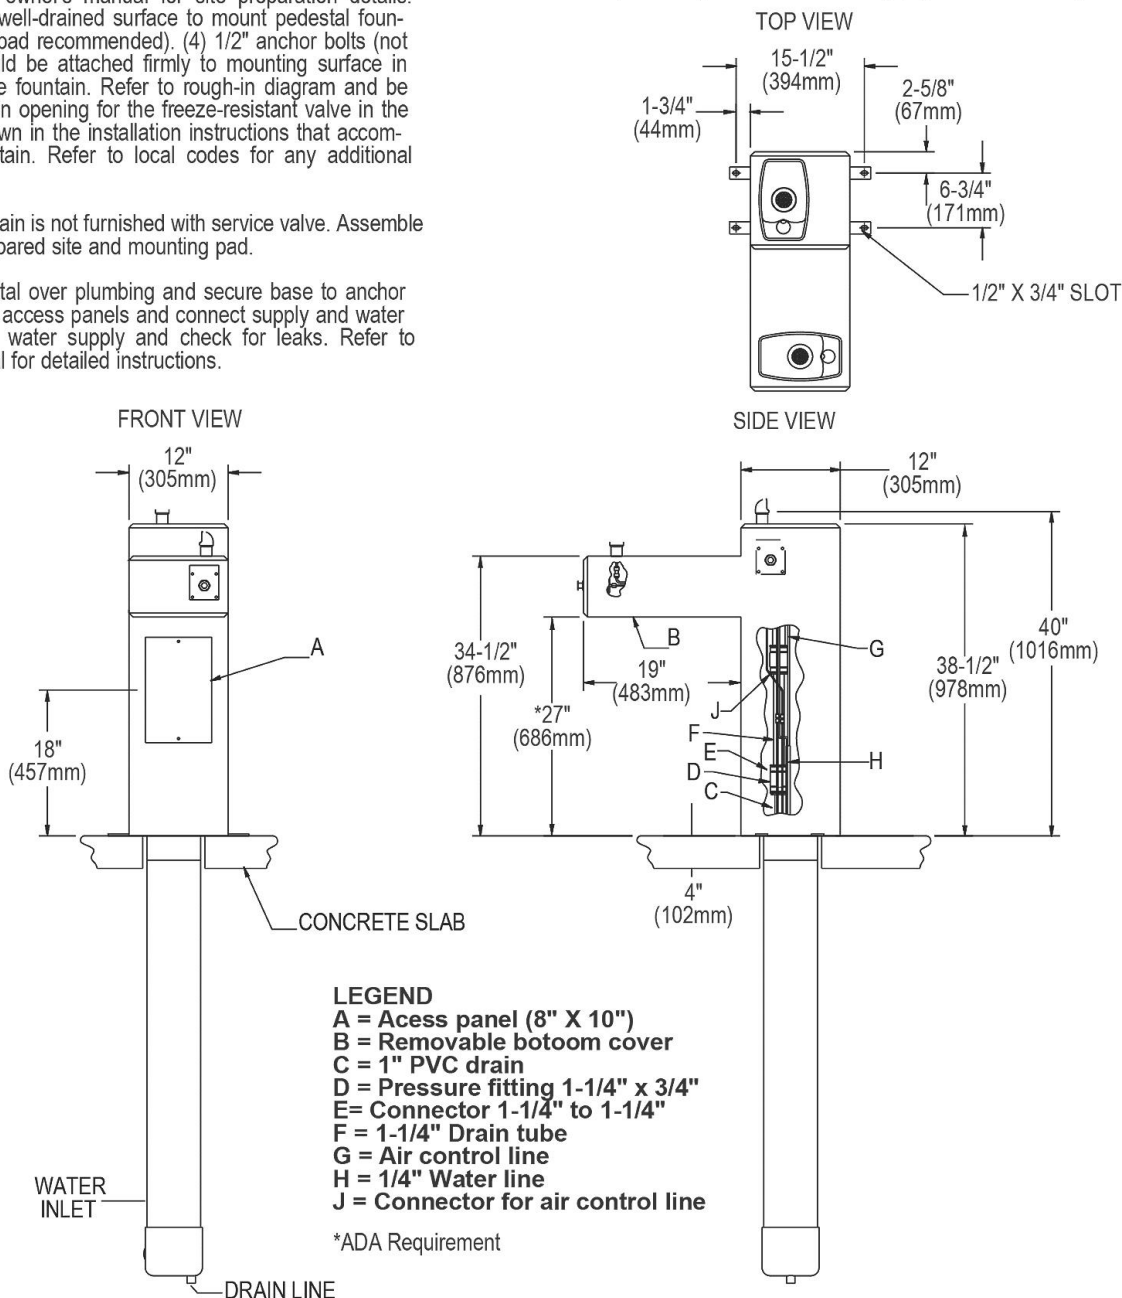 owner's manual for site preparation details.
well-drained surface to mount pedestal foun-
pad recommended). (4) 1/2" anchor bolts (not
ld be attached firmly to mounting surface in
e fountain. Refer to rough-in diagram and be
n opening for the freeze-resistant valve in the
wn in the installation instructions that accom-
tain. Refer to local codes for any additional
ain is not furnished with service valve. Assemble
pared site and mounting pad.
tal over plumbing and secure base to anchor
access panels and connect supply and water
water supply and check for leaks. Refer to
l for detailed instructions.
TOP VIEW
15-1/2"
(394mm)
2-5/8"
(67mm)
1-3/4"
(44mm)
6-3/4"
(171mm)
1/2" X 3/4" SLOT
FRONT VIEW
12"
(305mm)
A
18"
(457mm)
CONCRETE SLAB
WATER
INLET
DRAIN LINE
SIDE VIEW
12"
(305mm)
34-1/2"
(876mm)
B
19"
(483mm)
*27"
(686mm)
G
J
F
E
D
C
H
40"
(1016mm)
38-1/2"
(978mm)
4"
(102mm)
LEGEND
A = Acess panel (8" X 10")
B = Removable botoom cover
C = 1" PVC drain
D = Pressure fitting 1-1/4" x 3/4"
E= Connector 1-1/4" to 1-1/4"
F = 1-1/4" Drain tube
G = Air control line
H = 1/4" Water line
J = Connector for air control line
*ADA Requirement